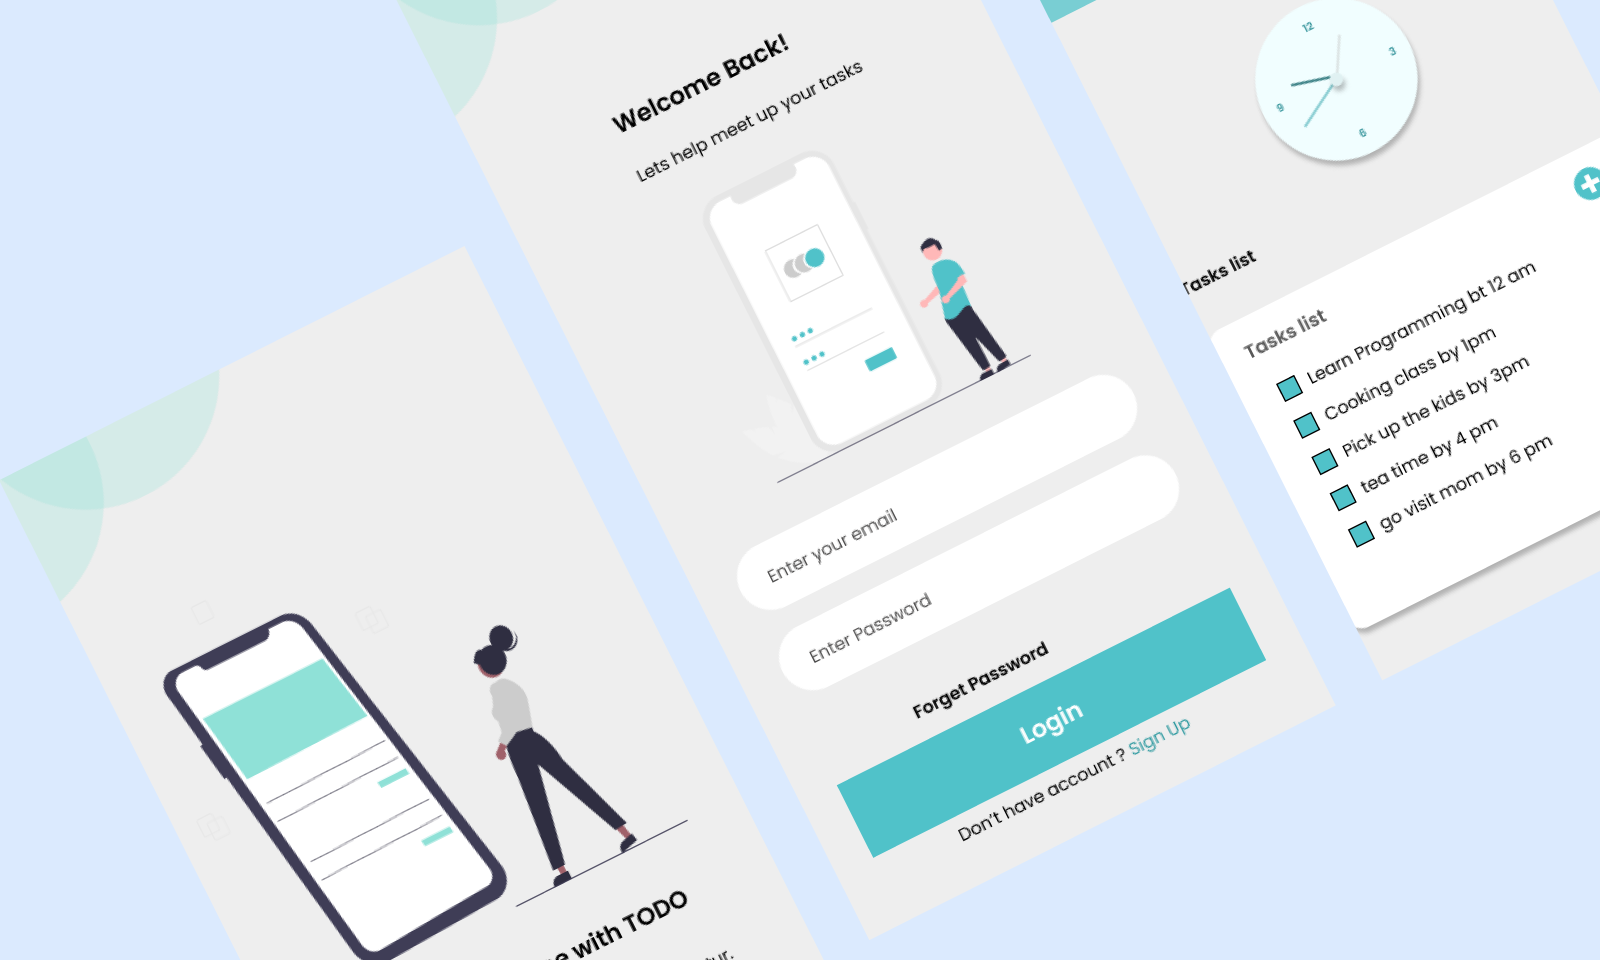 with TODO
Welcome Back!
Lets help meet up your tasks
Enter your email
Enter Password
Forget Password
Login
Don't have account ? Sign Up
12
3
6
9
Tasks list
Tasks list
Learn Programming bt 12 am
Cooking class by 1pm
Pick up the kids by 3pm
tea time by 4 pm
go visit mom by 6 pm